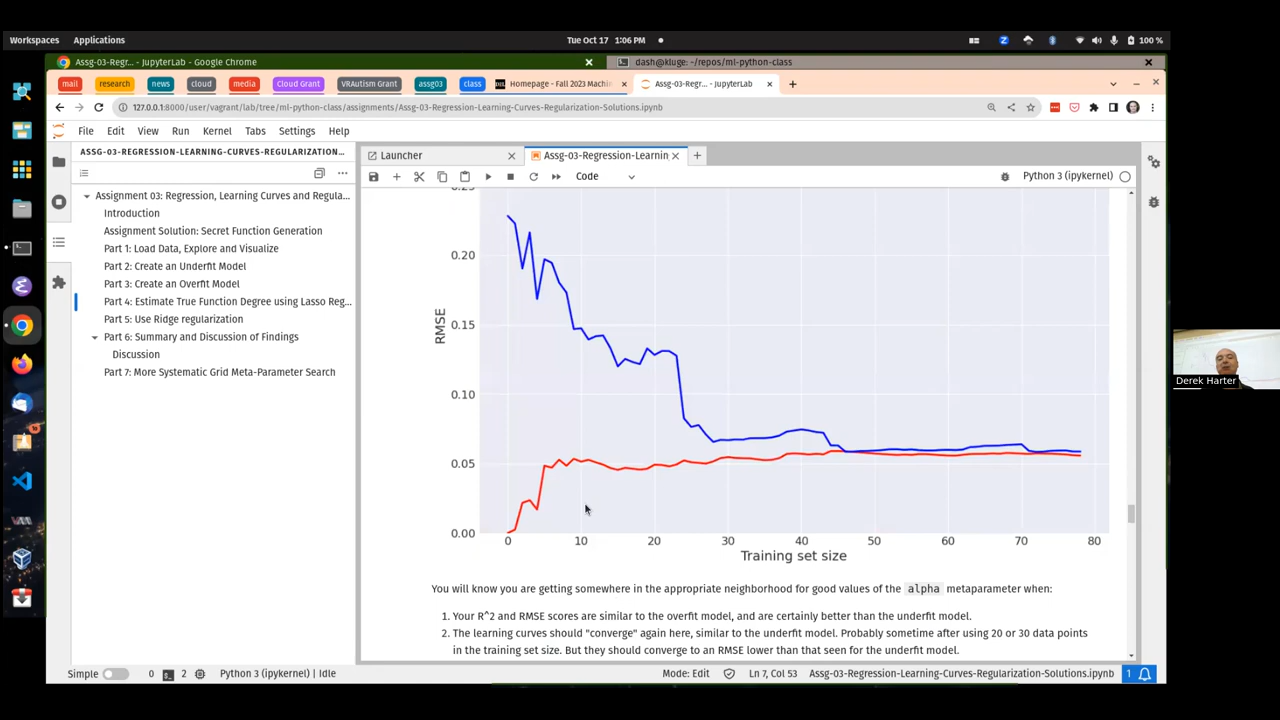 Workspaces Applications Tue Oct 17 1:06 PM 100 %
Assg-03-Regr... - JupyterLab - Google Chrome dash@kluge: ~/repos/ml-python-class
mail research news cloud media Cloud Grant VRAutism Grant assg03 class Homepage - Fall 2023 Machin Assg-03-Regr... - JupyterLab
127.0.0.1:8000/user/vagrant/lab/tree/ml-python-class/assignments/Assg-03-Regression-Learning-Curves-Regularization-Solutions.ipynb
File Edit View Run Kernel Tabs Settings Help
ASSG-03-REGRESSION-LEARNING-CURVES-REGULARIZATION...
Launcher Assg-03-Regression-Learnin
Code Python 3 (ipykernel)
Assignment 03: Regression, Learning Curves and Regula...
Introduction
Assignment Solution: Secret Function Generation
Part 1: Load Data, Explore and Visualize
Part 2: Create an Underfit Model
Part 3: Create an Overfit Model
Part 4: Estimate True Function Degree using Lasso Reg...
Part 5: Use Ridge regularization
Part 6: Summary and Discussion of Findings
Discussion
Part 7: More Systematic Grid Meta-Parameter Search
0.25
0.20
0.15
0.10
0.05
0.00
RMSE
0 10 20 30 40 50 60 70 80
Training set size
You will know you are getting somewhere in the appropriate neighborhood for good values of the alpha metaparameter when:
1. Your R^2 and RMSE scores are similar to the overfit model, and are certainly better than the underfit model.
2. The learning curves should "converge" again here, similar to the underfit model. Probably sometime after using 20 or 30 data points
in the training set size. But they should converge to an RMSE lower than that seen for the underfit model.
Simple 0 2 Python 3 (ipykernel) | Idle Mode: Edit Ln 7, Col 53 Assg-03-Regression-Learning-Curves-Regularization-Solutions.ipynb 1
Derek Harter